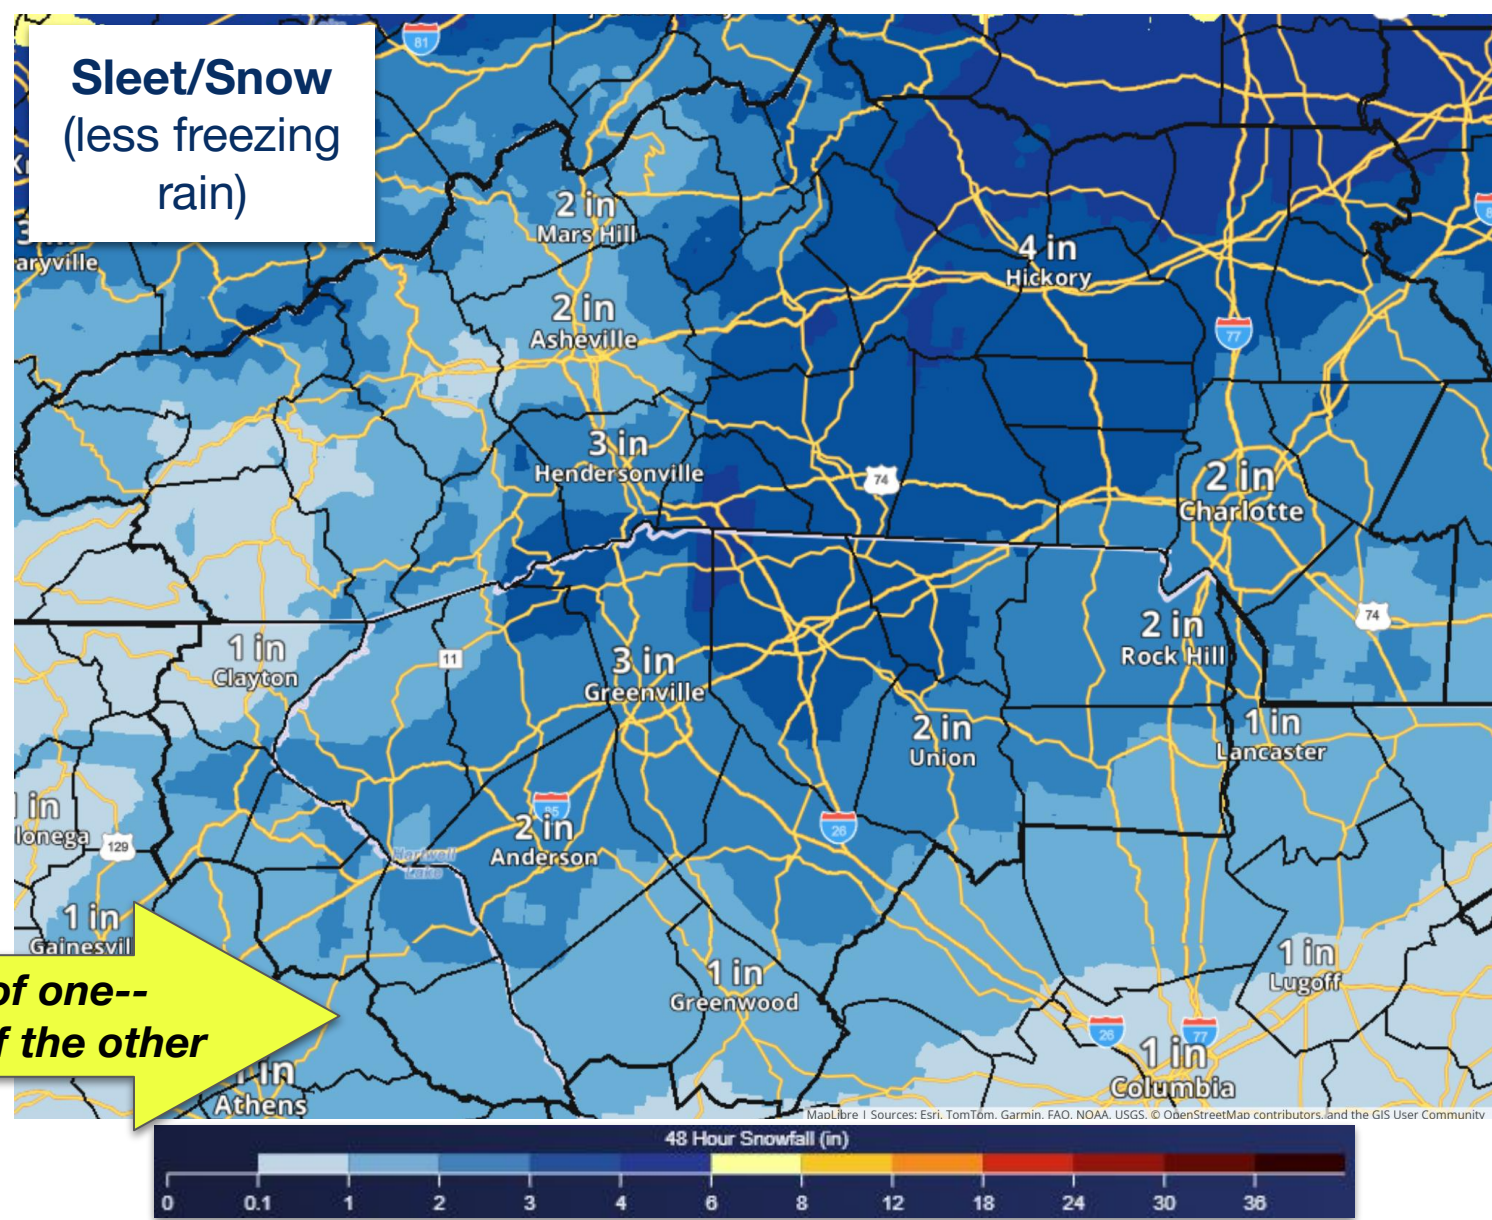 81
Sleet/Snow
(less freezing
rain)
2 in
Mars Hill
4 in
Hickory
aryville
2 in
Asheville
77
3 in
Hendersonville
74
2 in
Charlotte
74
1 in
Clayton
11
3 in
Greenville
2 in
Rock Hill
2 in
Union
1 in
Lancaster
in
lonega
129
85
2 in
Anderson
26
Hartwell
Lake
1 in
Gainesvil
1 in
Greenwood
1 in
Lugoff
of one--
f the other
26
77
1 in
Columbia
in
Athens
MapLibre | Sources: Esri, TomTom, Garmin, FAO, NOAA, USGS, © OpenStreetMap contributors, and the GIS User Community
48 Hour Snowfall (in)
0 0.1 1 2 3 4 6 8 12 18 24 30 36